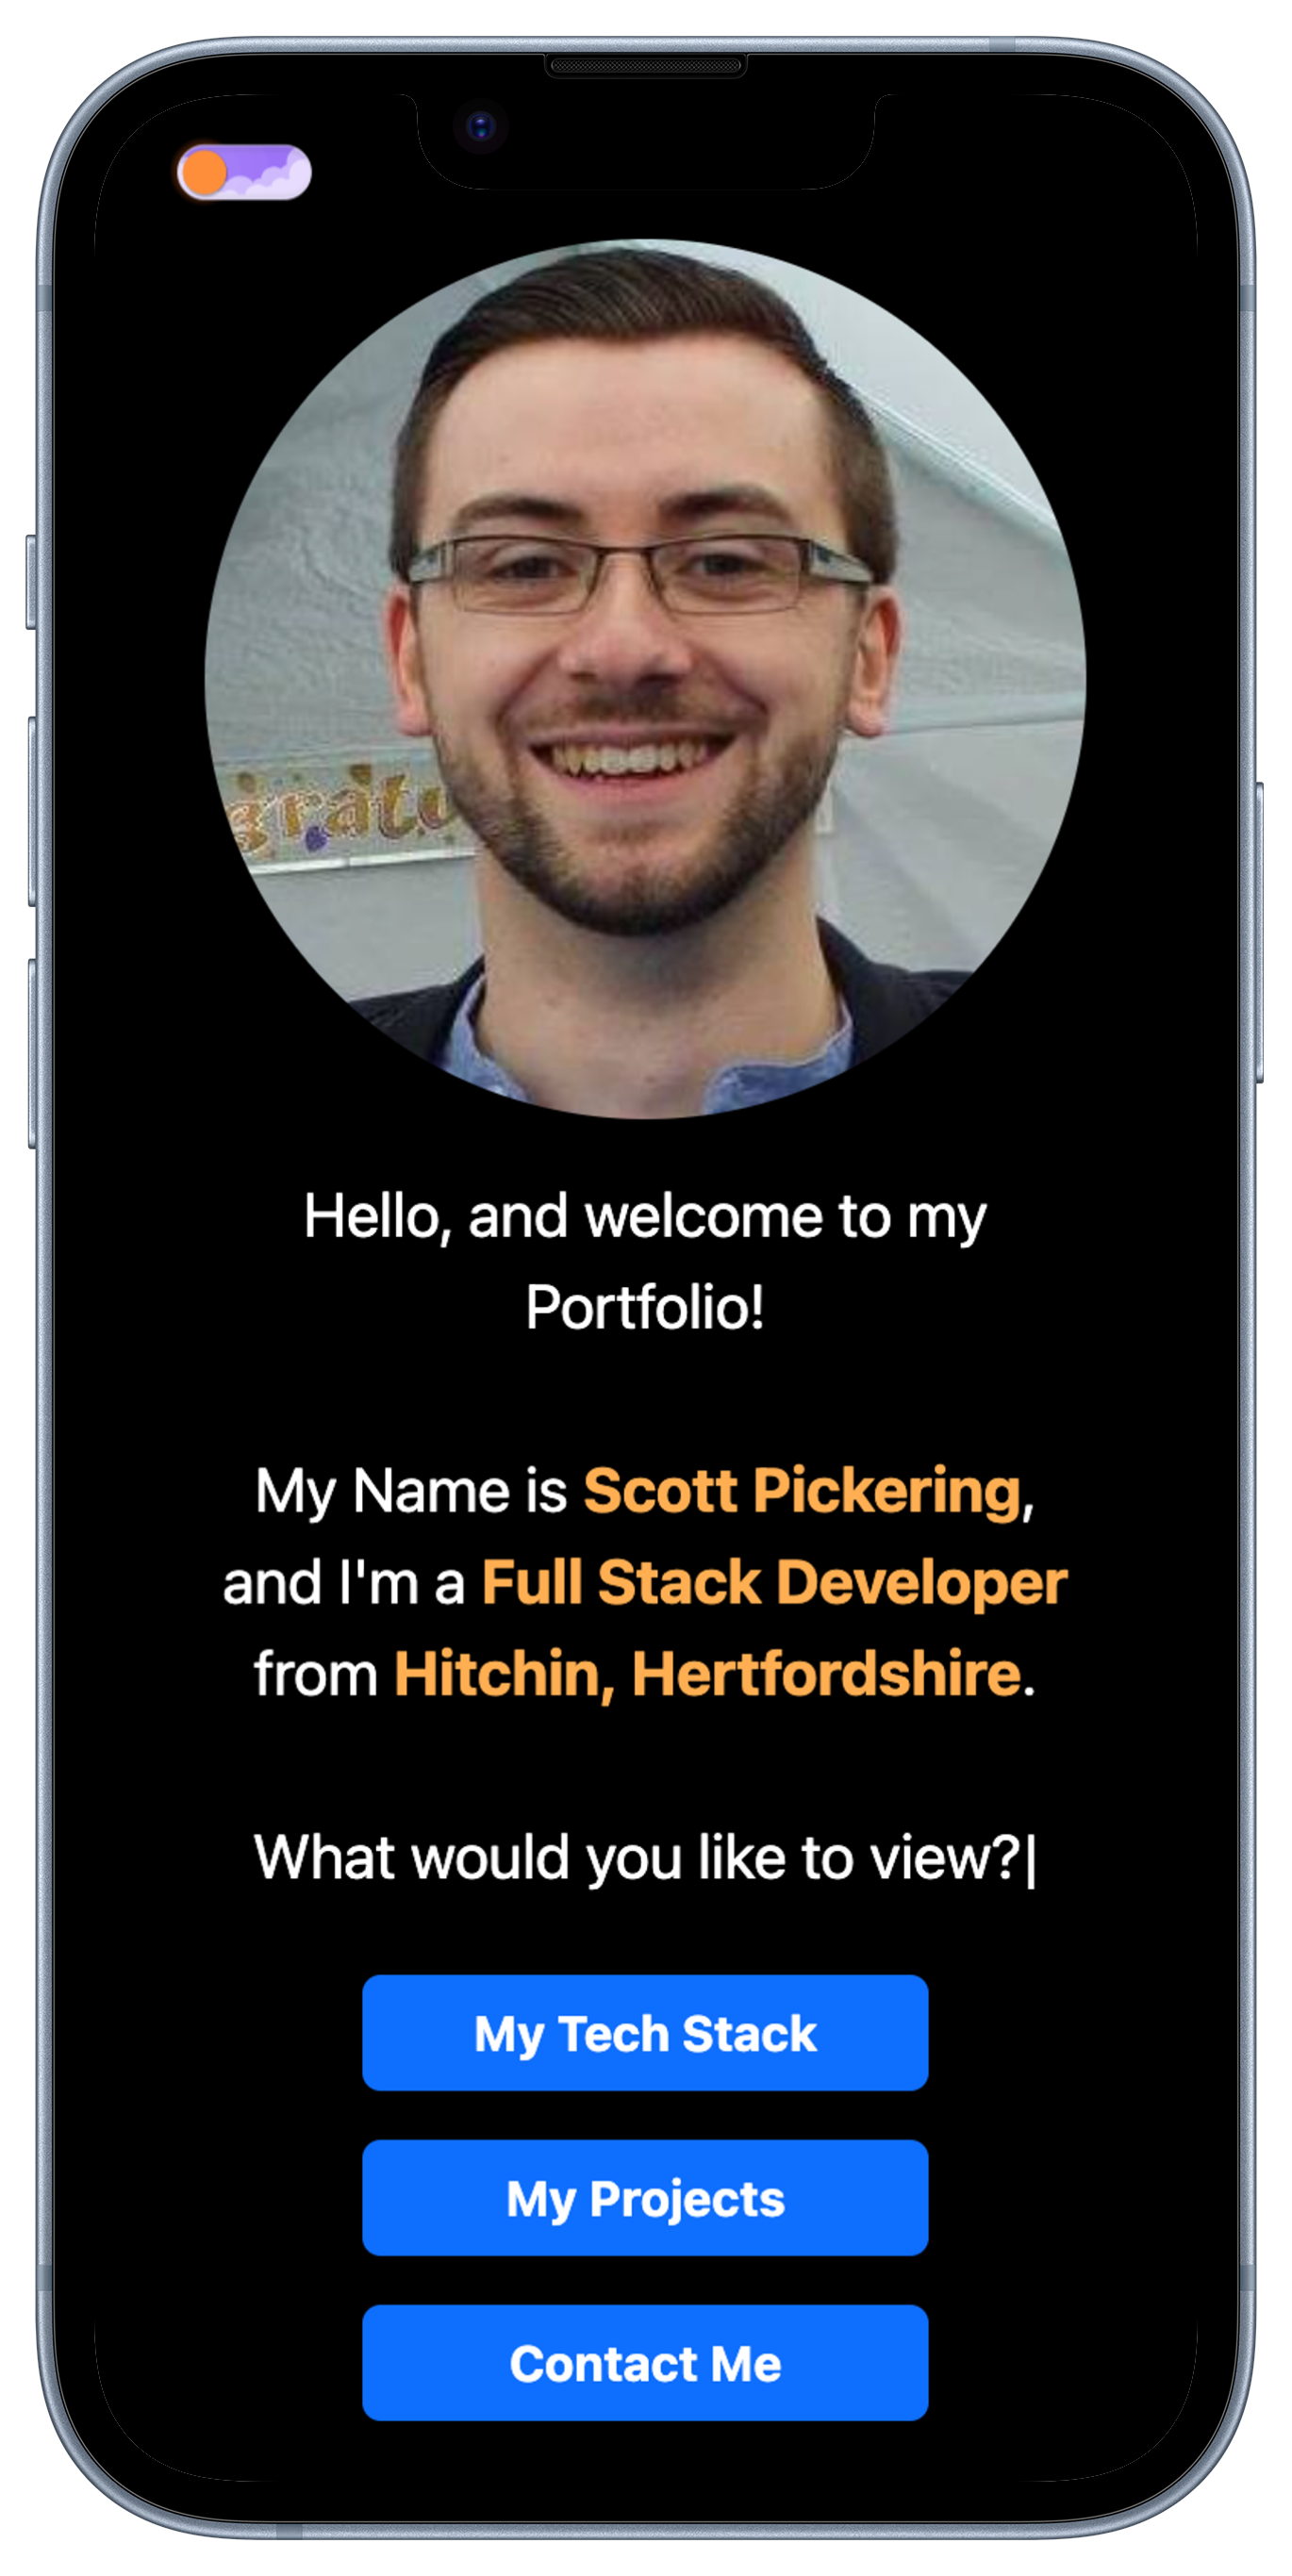 gratu
Hello, and welcome to my
Portfolio!
My Name is Scott Pickering,
and I'm a Full Stack Developer
from Hitchin, Hertfordshire.
What would you like to view?|
My Tech Stack
My Projects
Contact Me